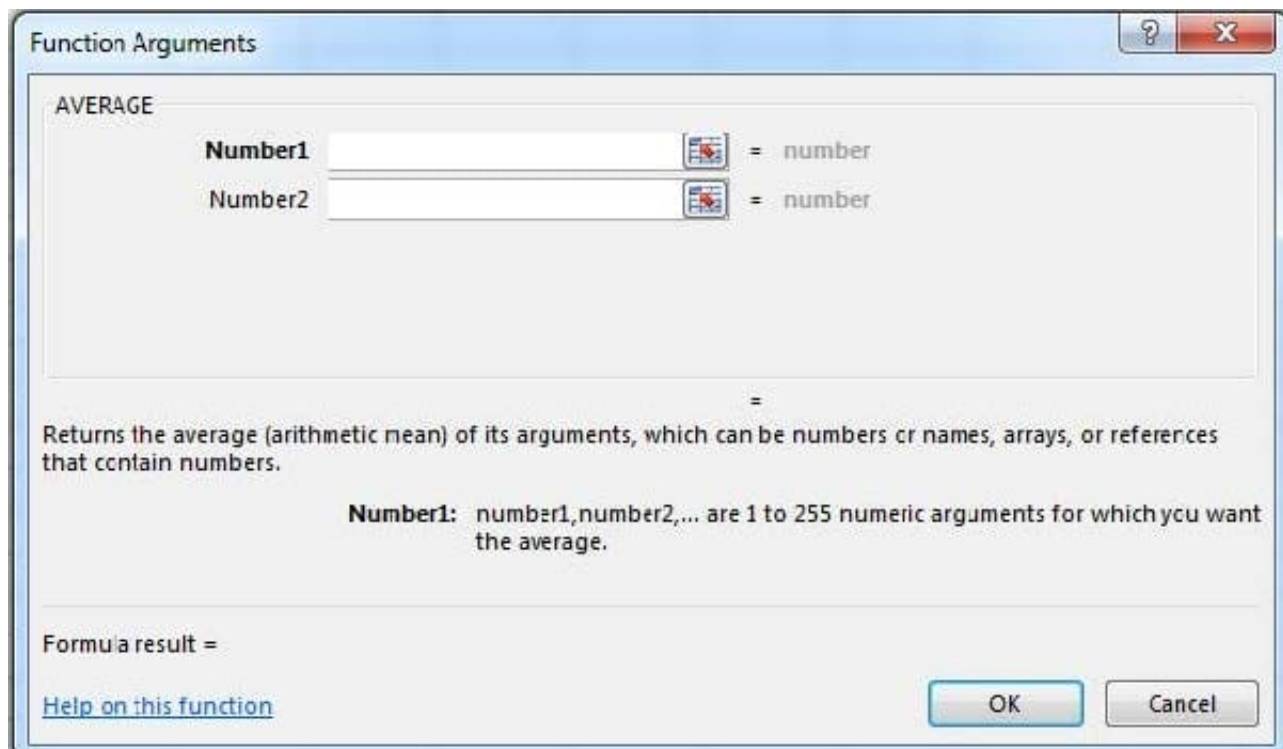 Function Arguments
?
X
AVERAGE
Number1 = number
Number2 = number
=
Returns the average (arithmetic mean) of its arguments, which can be numbers or names, arrays, or references
that contain numbers.
Number1: number1,number2,... are 1 to 255 numeric arguments for which you want
the average.
Formula result =
Help on this function
OK
Cancel